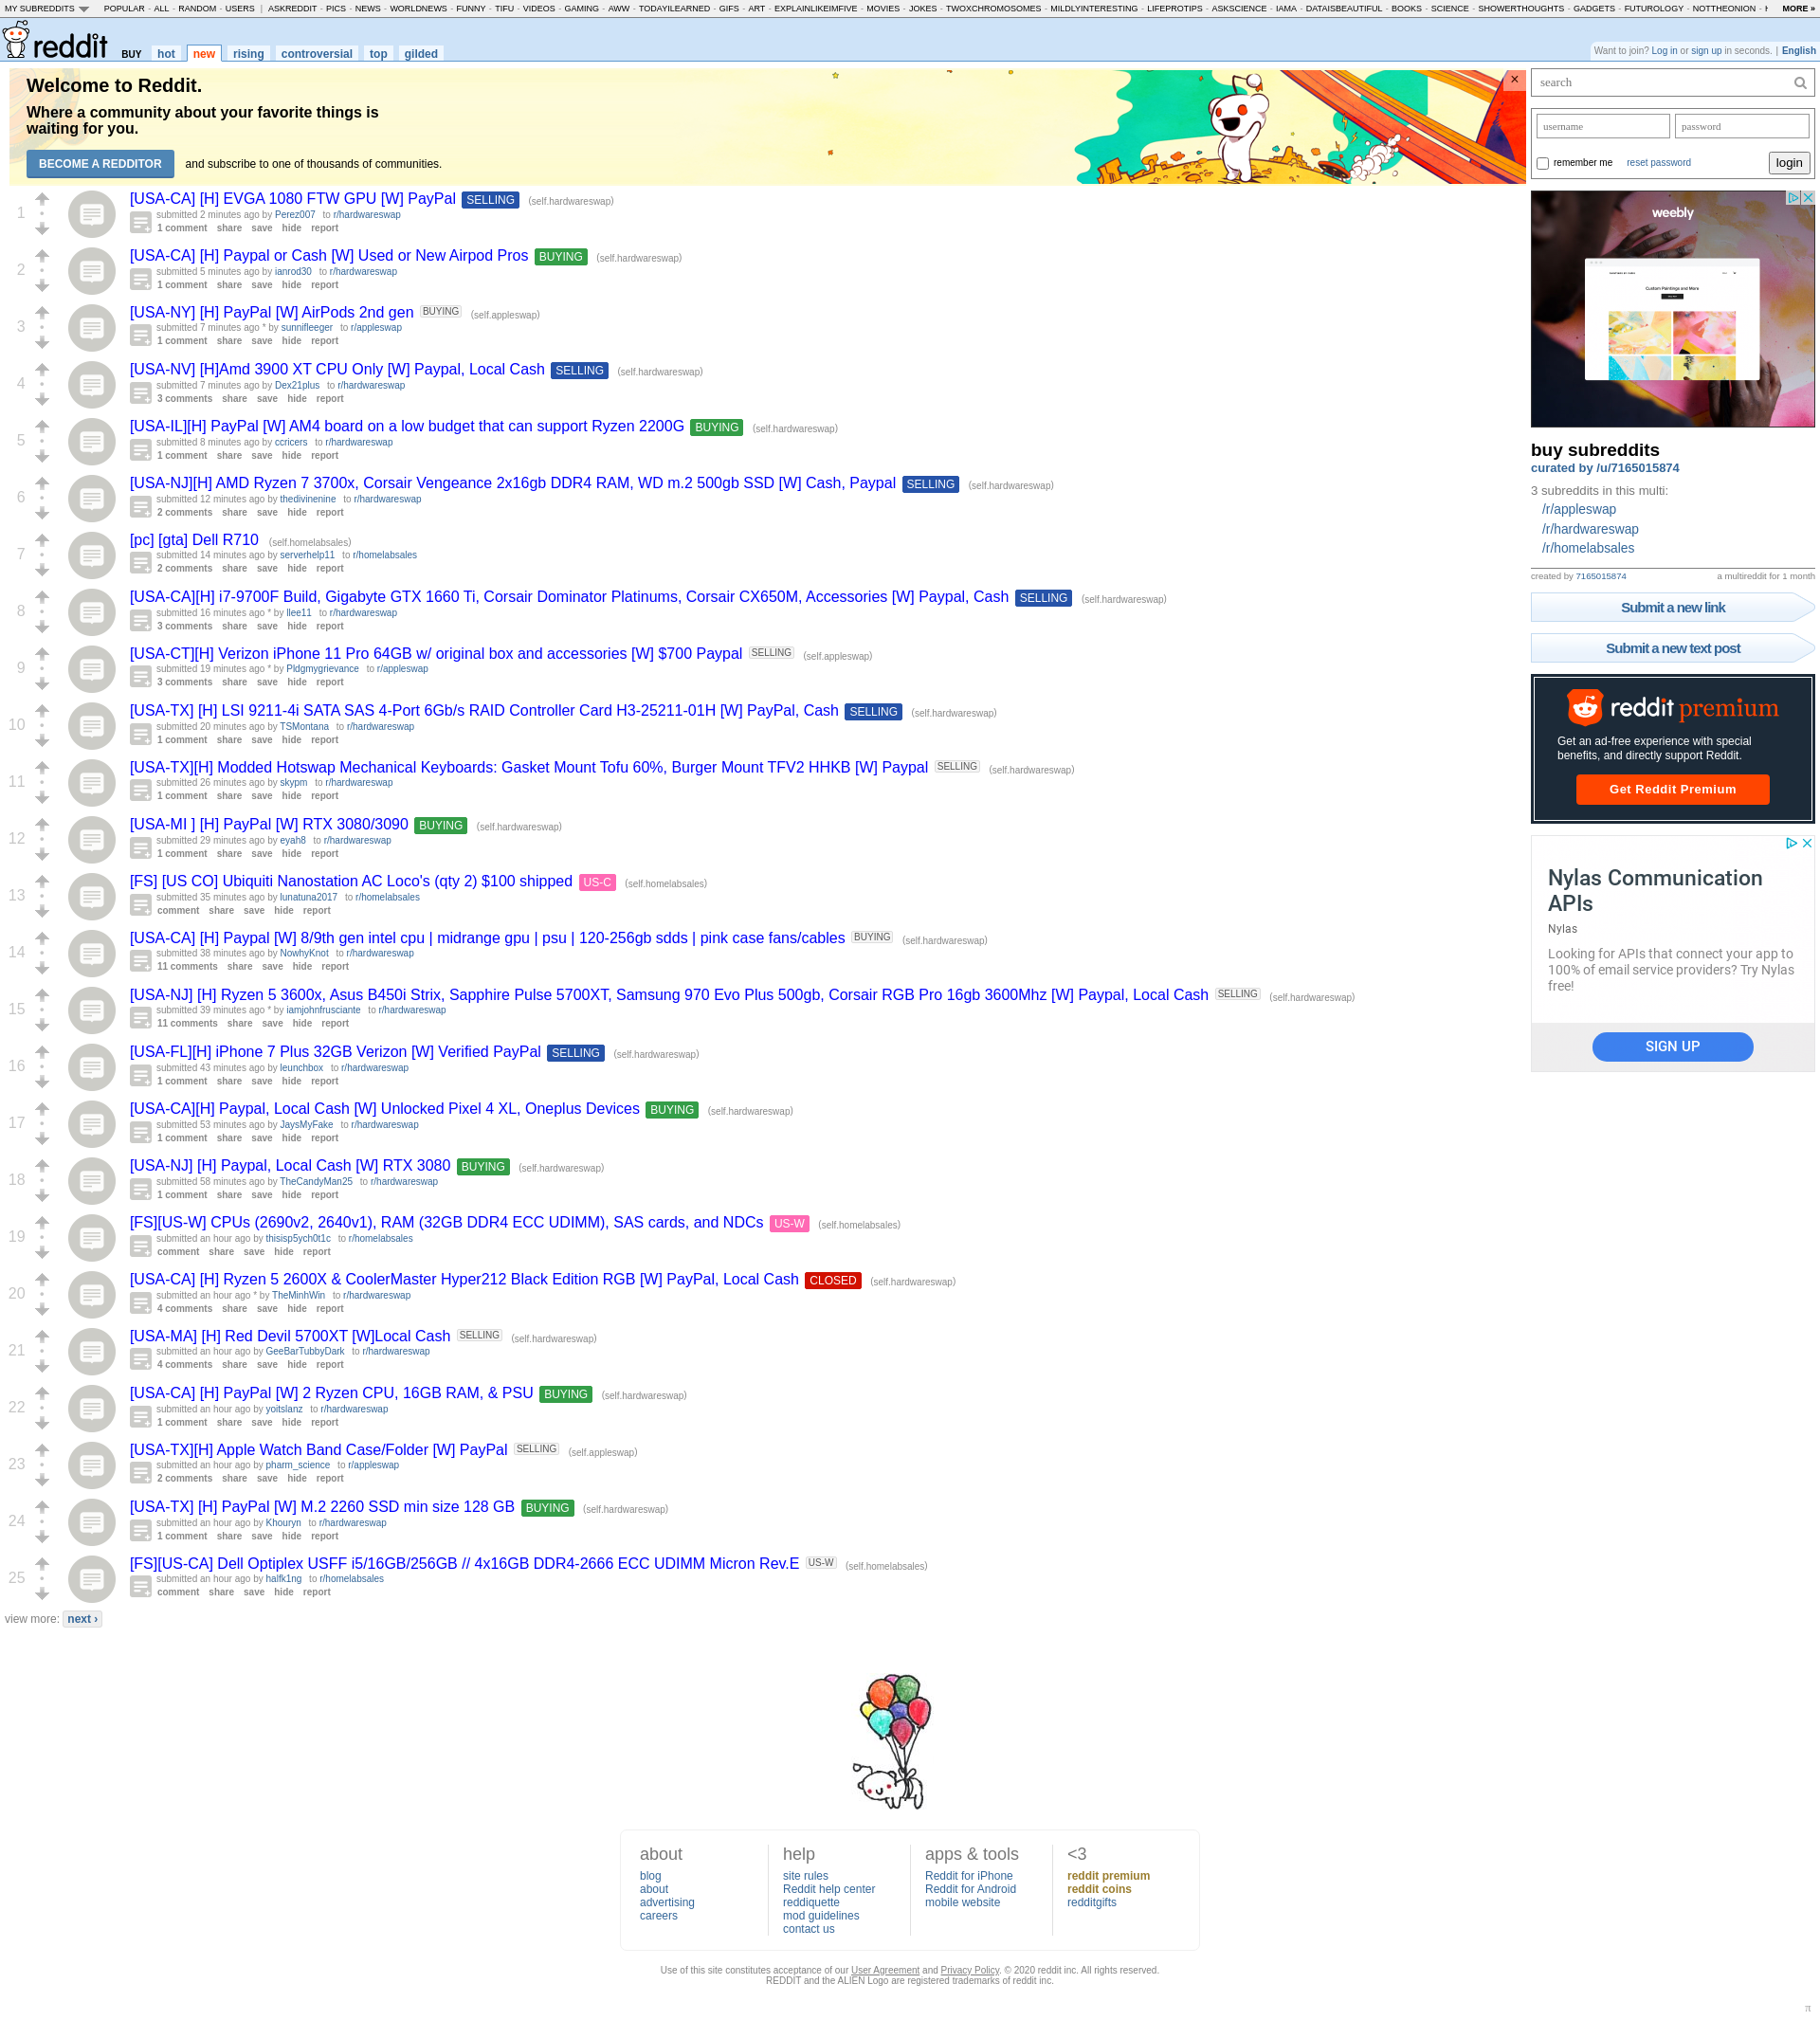 MY SUBREDDITS POPULAR - ALL - RANDOM - USERS | ASKREDDIT - PICS - NEWS - WORLDNEWS - FUNNY - TIFU - VIDEOS - GAMING - AWW - TODAYILEARNED - GIFS - ART - EXPLAINLIKEIMFIVE - MOVIES - JOKES - TWOXCHROMOSOMES - MILDLYINTERESTING - LIFEPROTIPS - ASKSCIENCE - IAMA - DATAISBEAUTIFUL - BOOKS - SCIENCE - SHOWERTHOUGHTS - GADGETS - FUTUROLOGY - NOTTHEONION - MORE »
reddit BUY hot new rising controversial top gilded
Want to join? Log in or sign up in seconds. | English
Welcome to Reddit.
Where a community about your favorite things is
waiting for you.
BECOME A REDDITOR and subscribe to one of thousands of communities.
×
1
[USA-CA] [H] EVGA 1080 FTW GPU [W] PayPal SELLING (self.hardwareswap)
submitted 2 minutes ago by Perez007 to r/hardwareswap
1 comment share save hide report
2
[USA-CA] [H] Paypal or Cash [W] Used or New Airpod Pros BUYING (self.hardwareswap)
submitted 5 minutes ago by ianrod30 to r/hardwareswap
1 comment share save hide report
3
[USA-NY] [H] PayPal [W] AirPods 2nd gen BUYING (self.appleswap)
submitted 7 minutes ago * by sunnifleeger to r/appleswap
1 comment share save hide report
4
[USA-NV] [H]Amd 3900 XT CPU Only [W] Paypal, Local Cash SELLING (self.hardwareswap)
submitted 7 minutes ago by Dex21plus to r/hardwareswap
3 comments share save hide report
5
[USA-IL][H] PayPal [W] AM4 board on a low budget that can support Ryzen 2200G BUYING (self.hardwareswap)
submitted 8 minutes ago by ccricers to r/hardwareswap
1 comment share save hide report
6
[USA-NJ][H] AMD Ryzen 7 3700x, Corsair Vengeance 2x16gb DDR4 RAM, WD m.2 500gb SSD [W] Cash, Paypal SELLING (self.hardwareswap)
submitted 12 minutes ago by thedivinenine to r/hardwareswap
2 comments share save hide report
7
[pc] [gta] Dell R710 (self.homelabsales)
submitted 14 minutes ago by serverhelp11 to r/homelabsales
2 comments share save hide report
8
[USA-CA][H] i7-9700F Build, Gigabyte GTX 1660 Ti, Corsair Dominator Platinums, Corsair CX650M, Accessories [W] Paypal, Cash SELLING (self.hardwareswap)
submitted 16 minutes ago * by llee11 to r/hardwareswap
3 comments share save hide report
9
[USA-CT][H] Verizon iPhone 11 Pro 64GB w/ original box and accessories [W] $700 Paypal SELLING (self.appleswap)
submitted 19 minutes ago * by Pldgmygrievance to r/appleswap
3 comments share save hide report
10
[USA-TX] [H] LSI 9211-4i SATA SAS 4-Port 6Gb/s RAID Controller Card H3-25211-01H [W] PayPal, Cash SELLING (self.hardwareswap)
submitted 20 minutes ago by TSMontana to r/hardwareswap
1 comment share save hide report
11
[USA-TX][H] Modded Hotswap Mechanical Keyboards: Gasket Mount Tofu 60%, Burger Mount TFV2 HHKB [W] Paypal SELLING (self.hardwareswap)
submitted 26 minutes ago by skypm to r/hardwareswap
1 comment share save hide report
12
[USA-MI ] [H] PayPal [W] RTX 3080/3090 BUYING (self.hardwareswap)
submitted 29 minutes ago by eyah8 to r/hardwareswap
1 comment share save hide report
13
[FS] [US CO] Ubiquiti Nanostation AC Loco's (qty 2) $100 shipped US-C (self.homelabsales)
submitted 35 minutes ago by lunatuna2017 to r/homelabsales
comment share save hide report
14
[USA-CA] [H] Paypal [W] 8/9th gen intel cpu | midrange gpu | psu | 120-256gb sdds | pink case fans/cables BUYING (self.hardwareswap)
submitted 38 minutes ago by NowhyKnot to r/hardwareswap
11 comments share save hide report
15
[USA-NJ] [H] Ryzen 5 3600x, Asus B450i Strix, Sapphire Pulse 5700XT, Samsung 970 Evo Plus 500gb, Corsair RGB Pro 16gb 3600Mhz [W] Paypal, Local Cash SELLING (self.hardwareswap)
submitted 39 minutes ago * by iamjohnfrusciante to r/hardwareswap
11 comments share save hide report
16
[USA-FL][H] iPhone 7 Plus 32GB Verizon [W] Verified PayPal SELLING (self.hardwareswap)
submitted 43 minutes ago by leunchbox to r/hardwareswap
1 comment share save hide report
17
[USA-CA][H] Paypal, Local Cash [W] Unlocked Pixel 4 XL, Oneplus Devices BUYING (self.hardwareswap)
submitted 53 minutes ago by JaysMyFake to r/hardwareswap
1 comment share save hide report
18
[USA-NJ] [H] Paypal, Local Cash [W] RTX 3080 BUYING (self.hardwareswap)
submitted 58 minutes ago by TheCandyMan25 to r/hardwareswap
1 comment share save hide report
19
[FS][US-W] CPUs (2690v2, 2640v1), RAM (32GB DDR4 ECC UDIMM), SAS cards, and NDCs US-W (self.homelabsales)
submitted an hour ago by thisisp5ych0t1c to r/homelabsales
comment share save hide report
20
[USA-CA] [H] Ryzen 5 2600X & CoolerMaster Hyper212 Black Edition RGB [W] PayPal, Local Cash CLOSED (self.hardwareswap)
submitted an hour ago * by TheMinhWin to r/hardwareswap
4 comments share save hide report
21
[USA-MA] [H] Red Devil 5700XT [W]Local Cash SELLING (self.hardwareswap)
submitted an hour ago by GeeBarTubbyDark to r/hardwareswap
4 comments share save hide report
22
[USA-CA] [H] PayPal [W] 2 Ryzen CPU, 16GB RAM, & PSU BUYING (self.hardwareswap)
submitted an hour ago by yoitslanz to r/hardwareswap
1 comment share save hide report
23
[USA-TX][H] Apple Watch Band Case/Folder [W] PayPal SELLING (self.appleswap)
submitted an hour ago by pharm_science to r/appleswap
2 comments share save hide report
24
[USA-TX] [H] PayPal [W] M.2 2260 SSD min size 128 GB BUYING (self.hardwareswap)
submitted an hour ago by Khouryn to r/hardwareswap
1 comment share save hide report
25
[FS][US-CA] Dell Optiplex USFF i5/16GB/256GB // 4x16GB DDR4-2666 ECC UDIMM Micron Rev.E US-W (self.homelabsales)
submitted an hour ago by halfk1ng to r/homelabsales
comment share save hide report
view more: next ›
search
username password
remember me reset password login
weebly
Custom Paintings and More
buy subreddits
curated by /u/7165015874
3 subreddits in this multi:
/r/appleswap
/r/hardwareswap
/r/homelabsales
created by 7165015874 a multireddit for 1 month
Submit a new link
Submit a new text post
reddit premium
Get an ad-free experience with special
benefits, and directly support Reddit.
Get Reddit Premium
Nylas Communication
APIs
Nylas
Looking for APIs that connect your app to
100% of email service providers? Try Nylas
free!
SIGN UP
about
blog
about
advertising
careers
help
site rules
Reddit help center
reddiquette
mod guidelines
contact us
apps & tools
Reddit for iPhone
Reddit for Android
mobile website
<3
reddit premium
reddit coins
redditgifts
Use of this site constitutes acceptance of our User Agreement and Privacy Policy. © 2020 reddit inc. All rights reserved.
REDDIT and the ALIEN Logo are registered trademarks of reddit inc.
π